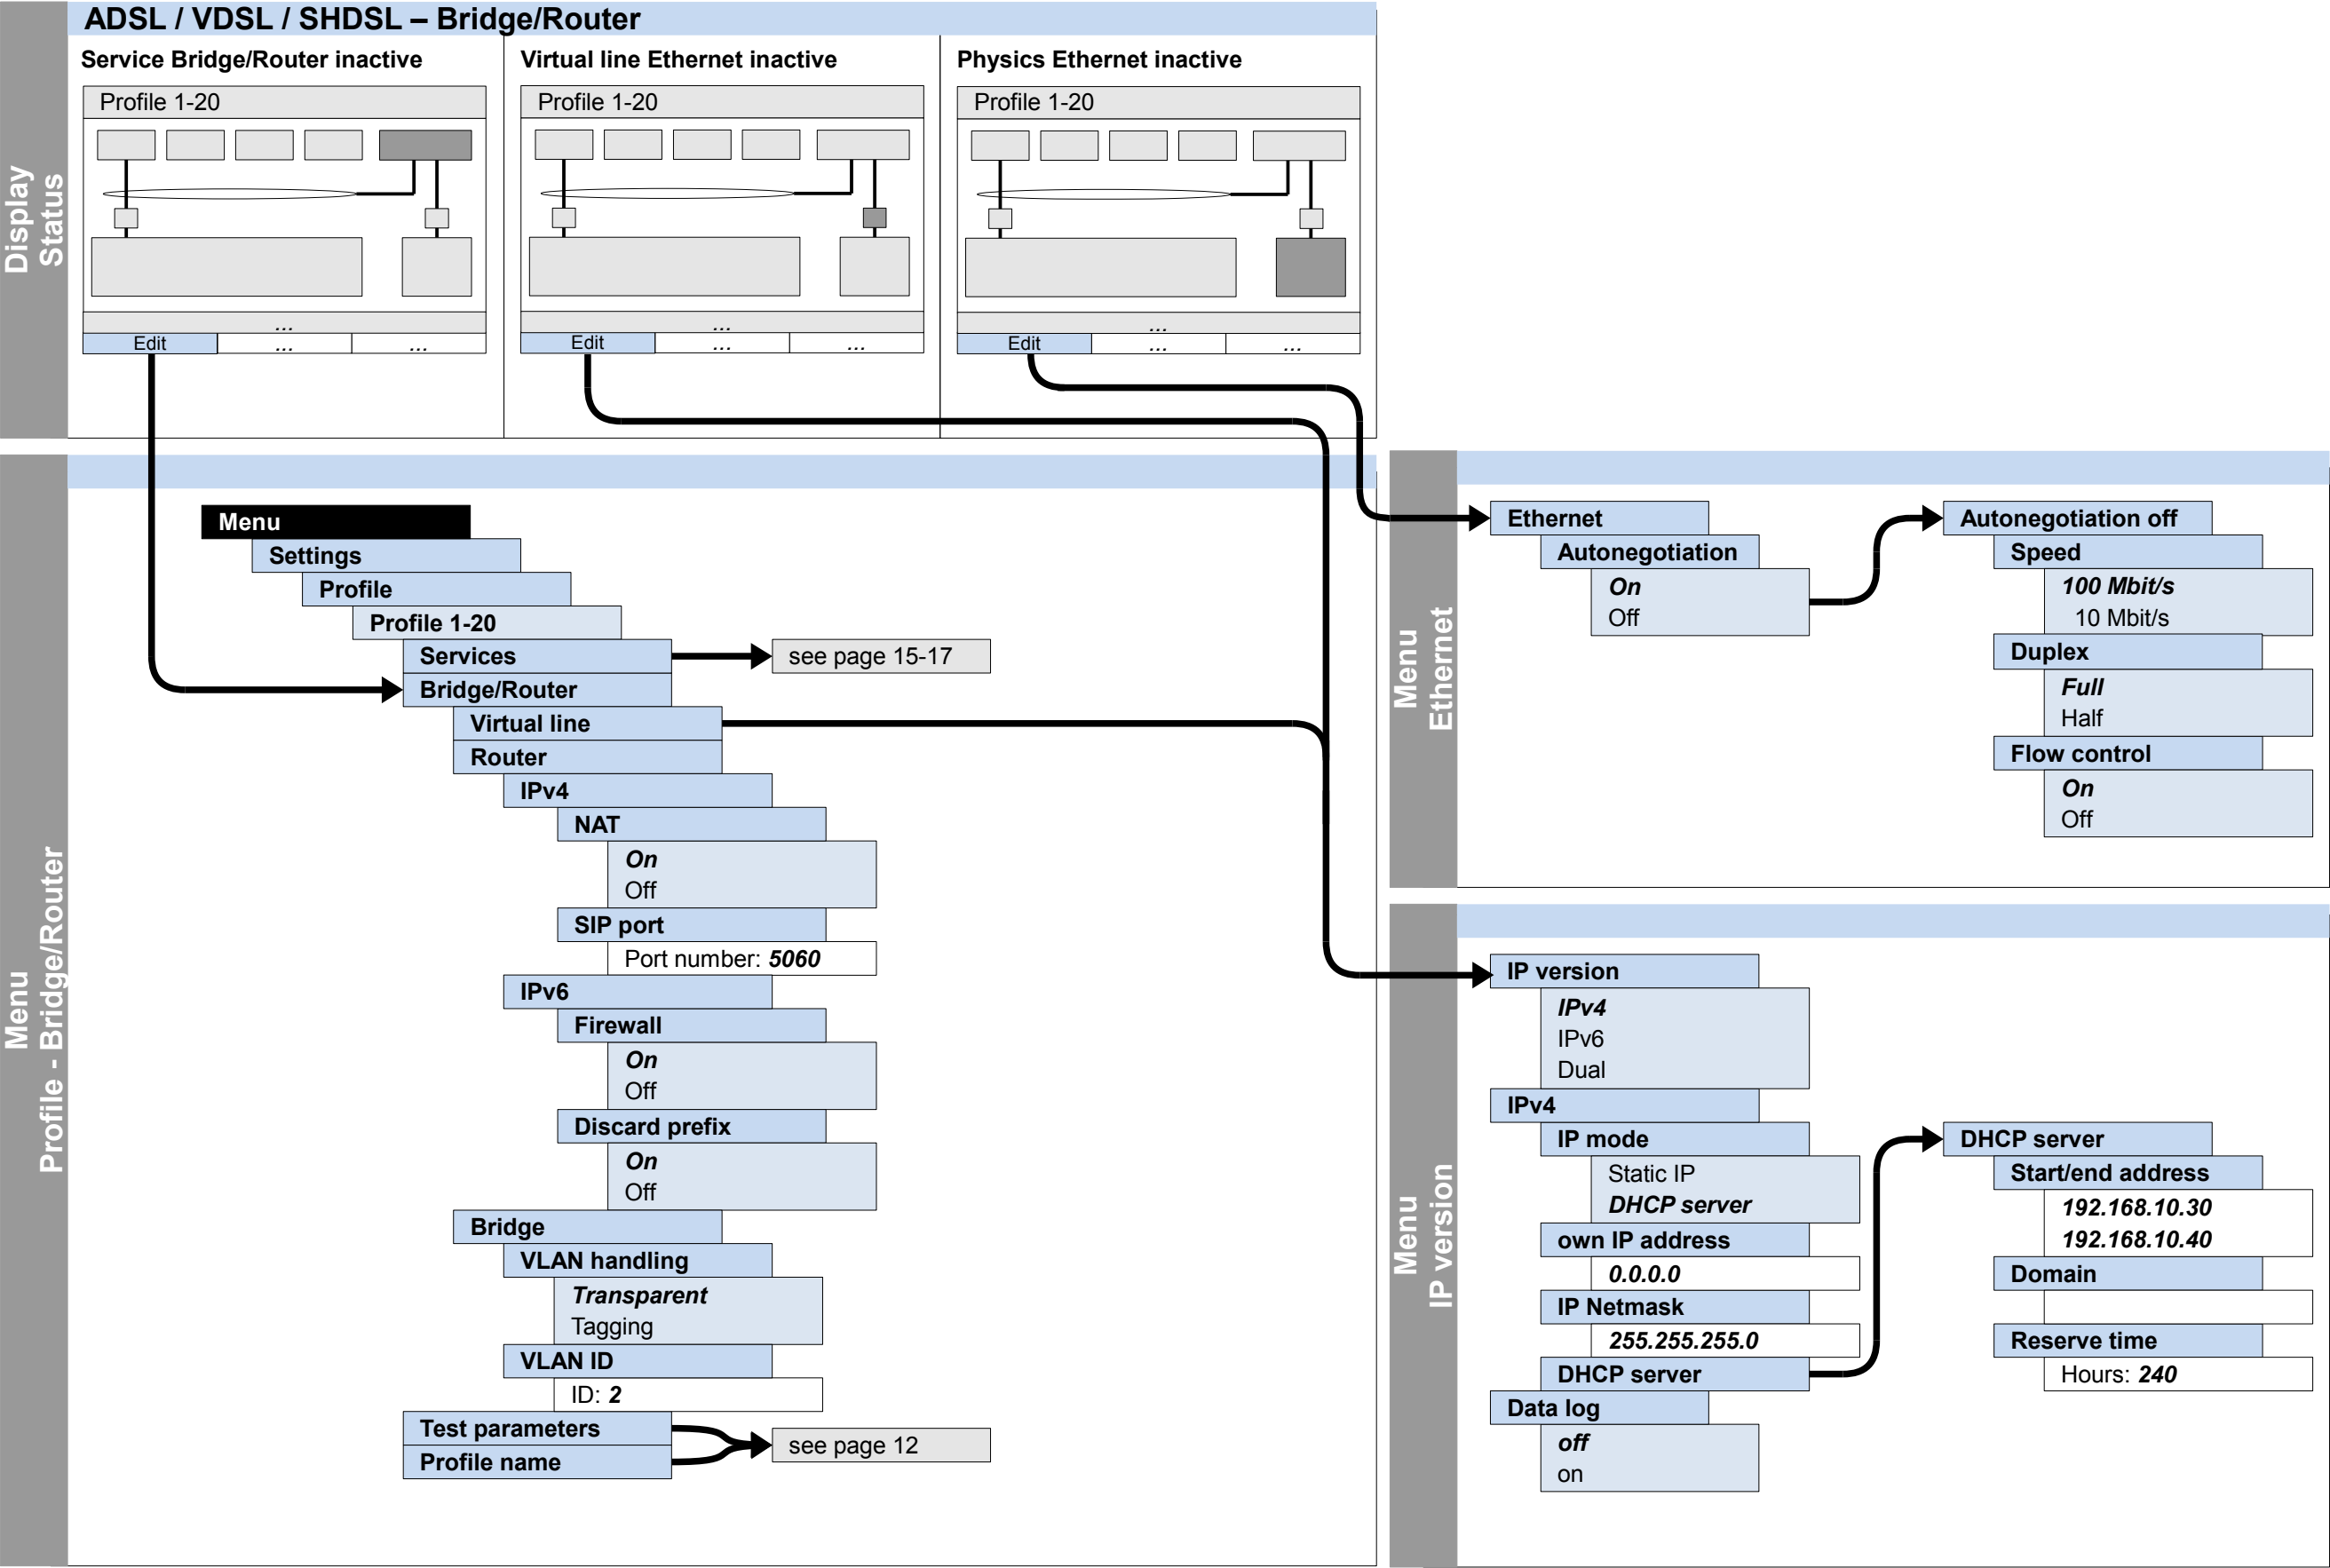 ADSL / VDSL / SHDSL – Bridge/Router
Display
Status
Service Bridge/Router inactive
Profile 1-20
...
Edit
...
...
Virtual line Ethernet inactive
Profile 1-20
...
Edit
...
...
Physics Ethernet inactive
Profile 1-20
...
Edit
...
...
Menu
Profile - Bridge/Router
Menu
Settings
Profile
Profile 1-20
Services
see page 15-17
Bridge/Router
Virtual line
Router
IPv4
NAT
On
Off
SIP port
Port number: 5060
IPv6
Firewall
On
Off
Discard prefix
On
Off
Bridge
VLAN handling
Transparent
Tagging
VLAN ID
ID: 2
Test parameters
Profile name
see page 12
Menu
Ethernet
Ethernet
Autonegotiation
On
Off
Autonegotiation off
Speed
100 Mbit/s
10 Mbit/s
Duplex
Full
Half
Flow control
On
Off
Menu
IP version
IP version
IPv4
IPv6
Dual
IPv4
IP mode
Static IP
DHCP server
own IP address
0.0.0.0
IP Netmask
255.255.255.0
DHCP server
Data log
off
on
DHCP server
Start/end address
192.168.10.30
192.168.10.40
Domain
Reserve time
Hours: 240